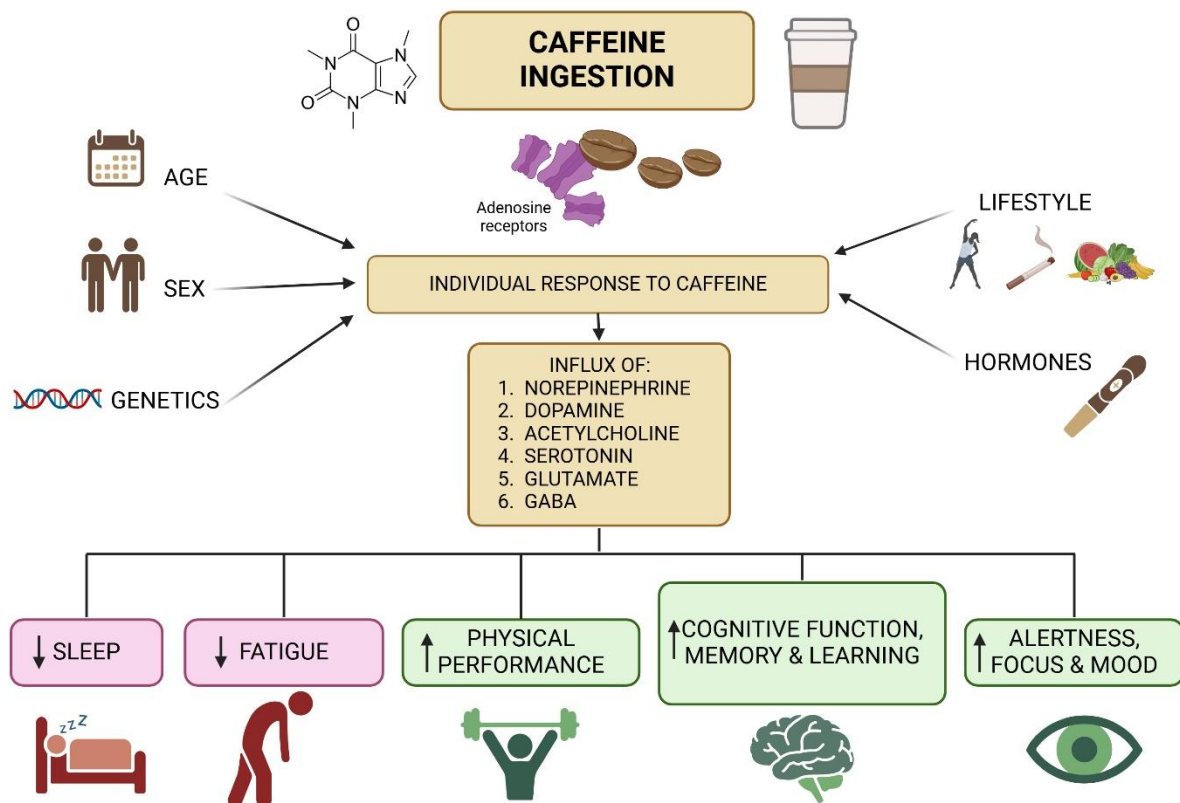 CAFFEINE
INGESTION
O
N
N
O
N
N
Adenosine
receptors
AGE
SEX
GENETICS
LIFESTYLE
HORMONES
INDIVIDUAL RESPONSE TO CAFFEINE
INFLUX OF:
1. NOREPINEPHRINE
2. DOPAMINE
3. ACETYLCHOLINE
4. SEROTONIN
5. GLUTAMATE
6. GABA
↓ SLEEP
↓ FATIGUE
↑ PHYSICAL
PERFORMANCE
↑ COGNITIVE FUNCTION,
MEMORY & LEARNING
↑ ALERTNESS,
FOCUS & MOOD
zzZ